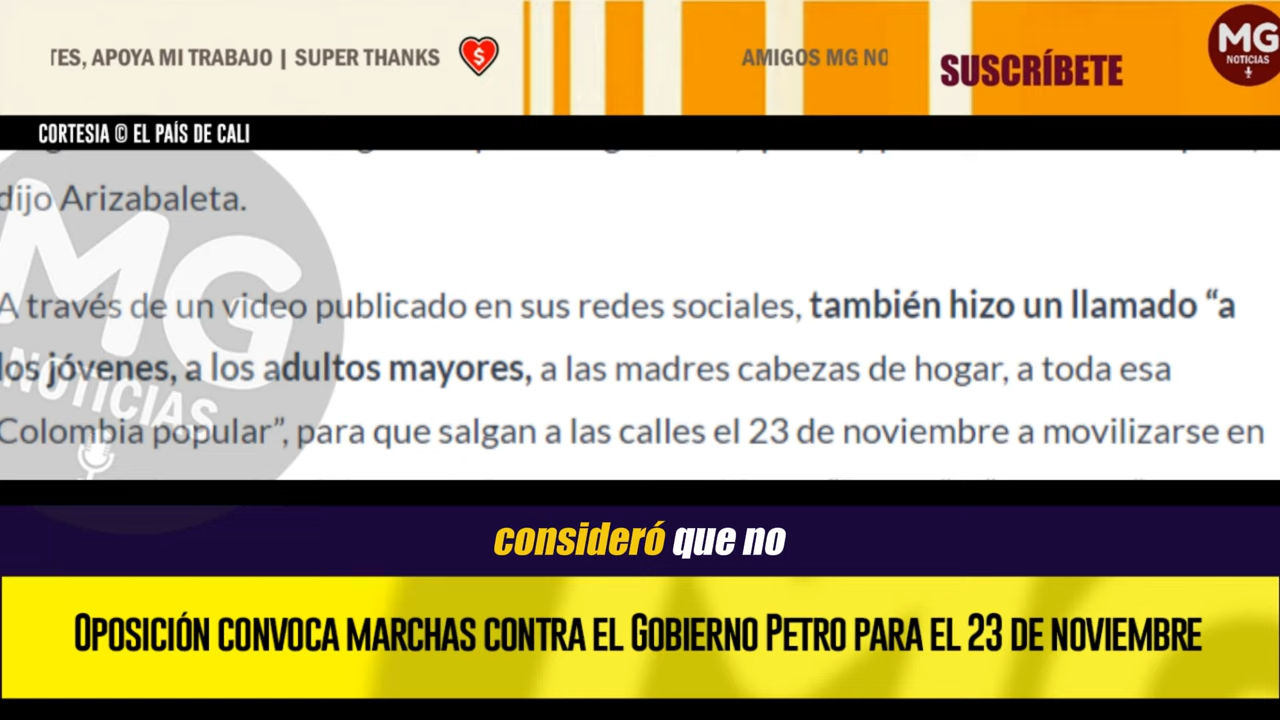 TES, APOYA MI TRABAJO | SUPER THANKS
AMIGOS MG NO
SUSCRÍBETE
MG
NOTICIAS
CORTESIA © EL PAÍS DE CALI
dijo Arizabaleta.
A través de un video publicado en sus redes sociales, también hizo un llamado “a
los jóvenes, a los adultos mayores, a las madres cabezas de hogar, a toda esa
Colombia popular”, para que salgan a las calles el 23 de noviembre a movilizarse en
MG
NOTICIAS
consideró que no
Oposición convoca marchas contra el Gobierno Petro para el 23 de noviembre